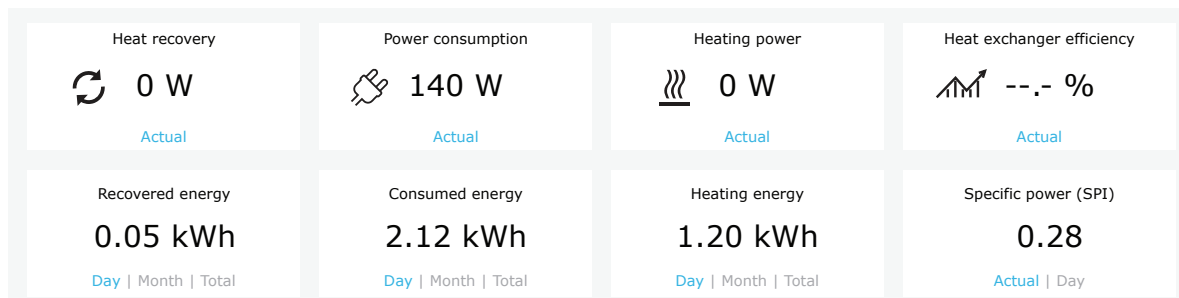 Heat recovery
0 W
Actual
Power consumption
140 W
Actual
Heating power
0 W
Actual
Heat exchanger efficiency
--.- %
Actual
Recovered energy
0.05 kWh
Day | Month | Total
Consumed energy
2.12 kWh
Day | Month | Total
Heating energy
1.20 kWh
Day | Month | Total
Specific power (SPI)
0.28
Actual | Day